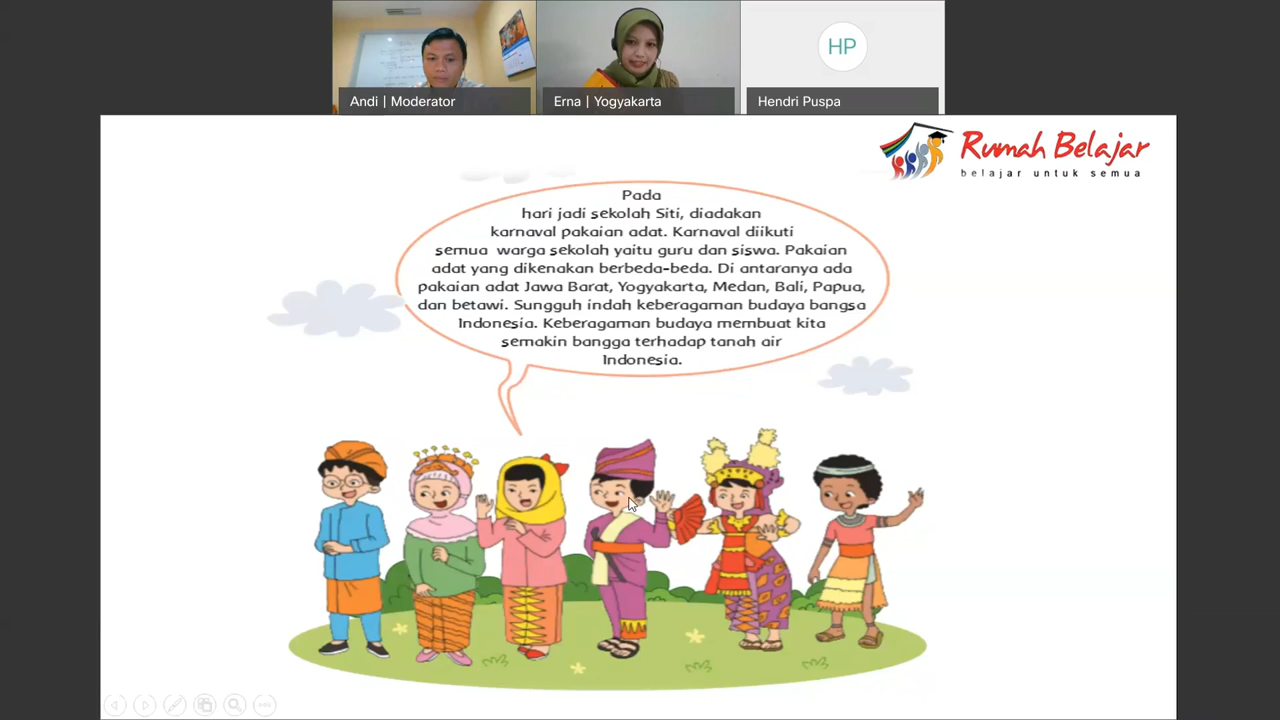 Andi | Moderator
Erna | Yogyakarta
HP
Hendri Puspa
Rumah Belajar
belajar untuk semua
Pada
hari jadi sekolah Siti, diadakan
karnaval pakaian adat. Karnaval diikuti
semua warga sekolah yaitu guru dan siswa. Pakaian
adat yang dikenakan berbeda-beda. Di antaranya ada
pakaian adat Jawa Barat, Yogyakarta, Medan, Bali, Papua,
dan betawi. Sungguh indah keberagaman budaya bangsa
Indonesia. Keberagaman budaya membuat kita
semakin bangga terhadap tanah air
Indonesia.